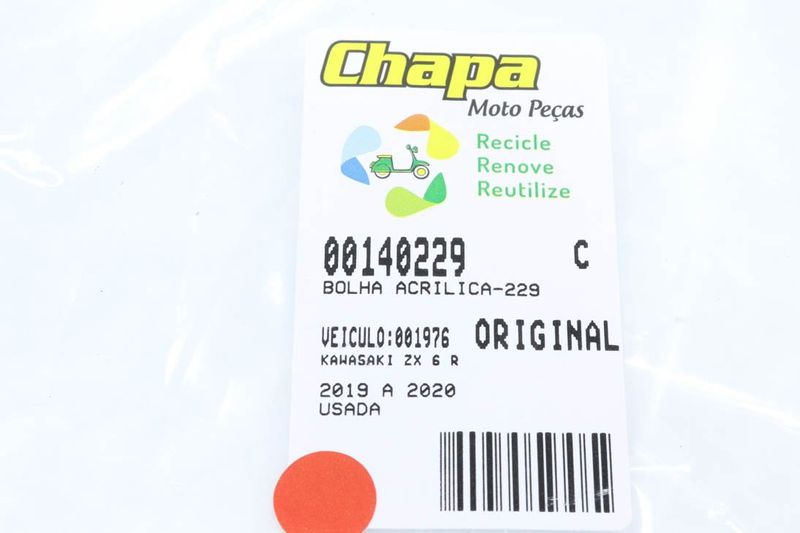 Chapa
Moto Peças
Recicle
Renove
Reutilize
00140229 C
BOLHA ACRILICA-229
VEICULO:001976 ORIGINAL
KAWASAKI ZX 6 R
2019 A 2020
USADA